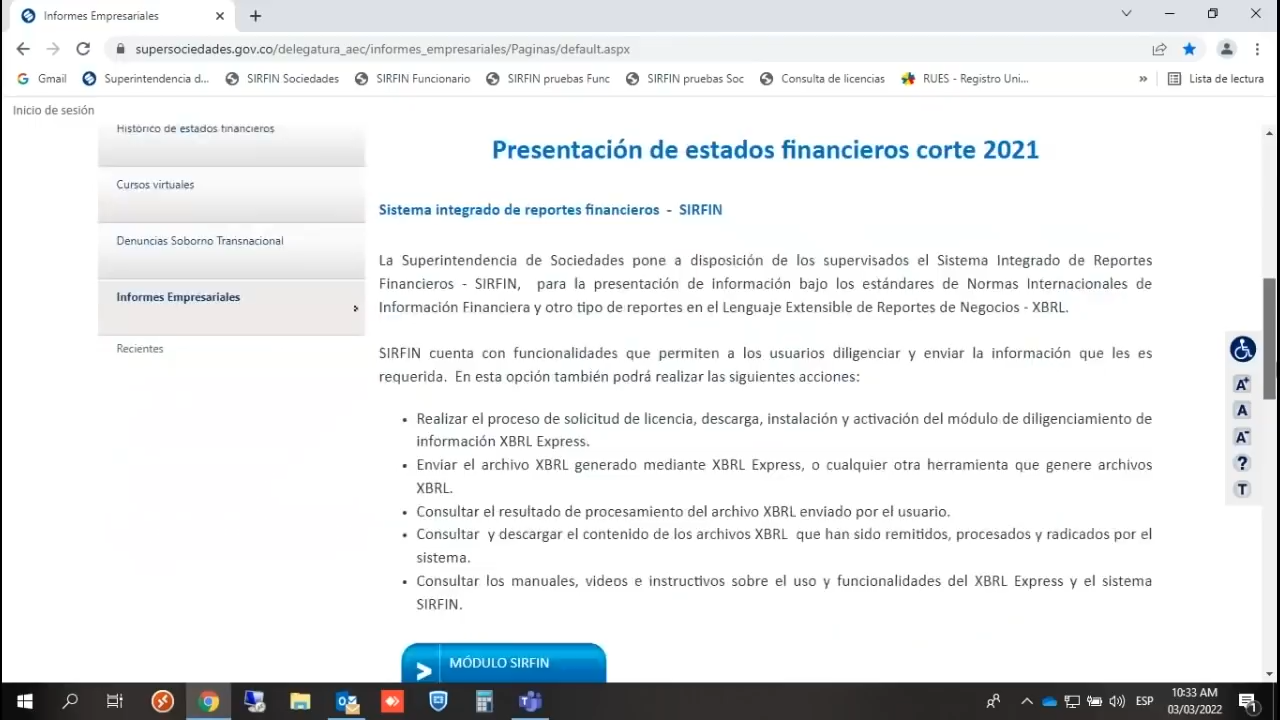 Informes Empresariales
supersociedades.gov.co/delegatura_aec/informes_empresariales/Paginas/default.aspx
Gmail Superintendencia d... SIRFIN Sociedades SIRFIN Funcionario SIRFIN pruebas Func SIRFIN pruebas Soc Consulta de licencias RUES - Registro Uni... » Lista de lectura
Inicio de sesión
Histórico de estados financieros
Cursos virtuales
Denuncias Soborno Transnacional
Informes Empresariales
Recientes
Presentación de estados financieros corte 2021
Sistema integrado de reportes financieros - SIRFIN
La Superintendencia de Sociedades pone a disposición de los supervisados el Sistema Integrado de Reportes
Financieros - SIRFIN, para la presentación de información bajo los estándares de Normas Internacionales de
Información Financiera y otro tipo de reportes en el Lenguaje Extensible de Reportes de Negocios - XBRL.
SIRFIN cuenta con funcionalidades que permiten a los usuarios diligenciar y enviar la información que les es
requerida. En esta opción también podrá realizar las siguientes acciones:
• Realizar el proceso de solicitud de licencia, descarga, instalación y activación del módulo de diligenciamiento de
información XBRL Express.
• Enviar el archivo XBRL generado mediante XBRL Express, o cualquier otra herramienta que genere archivos
XBRL.
• Consultar el resultado de procesamiento del archivo XBRL enviado por el usuario.
• Consultar y descargar el contenido de los archivos XBRL que han sido remitidos, procesados y radicados por el
sistema.
• Consultar los manuales, videos e instructivos sobre el uso y funcionalidades del XBRL Express y el sistema
SIRFIN.
> MÓDULO SIRFIN
A+
A
A-
?
T
ESP
10:33 AM
03/03/2022
1